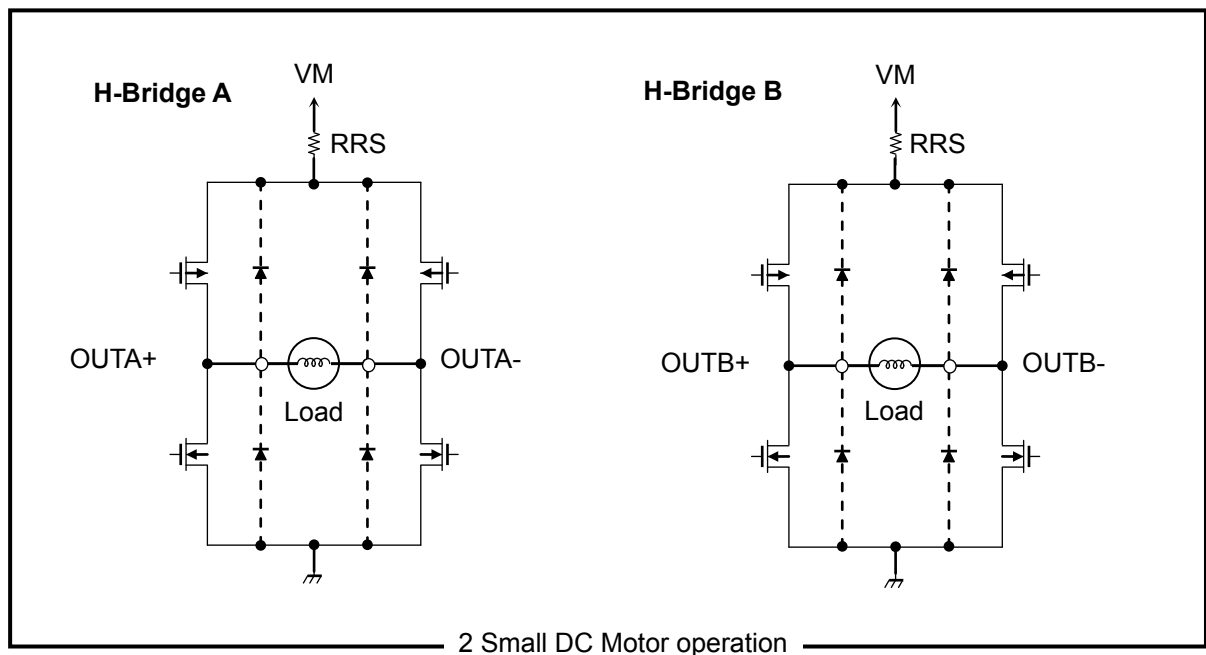 H-Bridge A
VM
RRS
OUTA+
OUTA-
Load
H-Bridge B
VM
RRS
OUTB+
OUTB-
Load
2 Small DC Motor operation